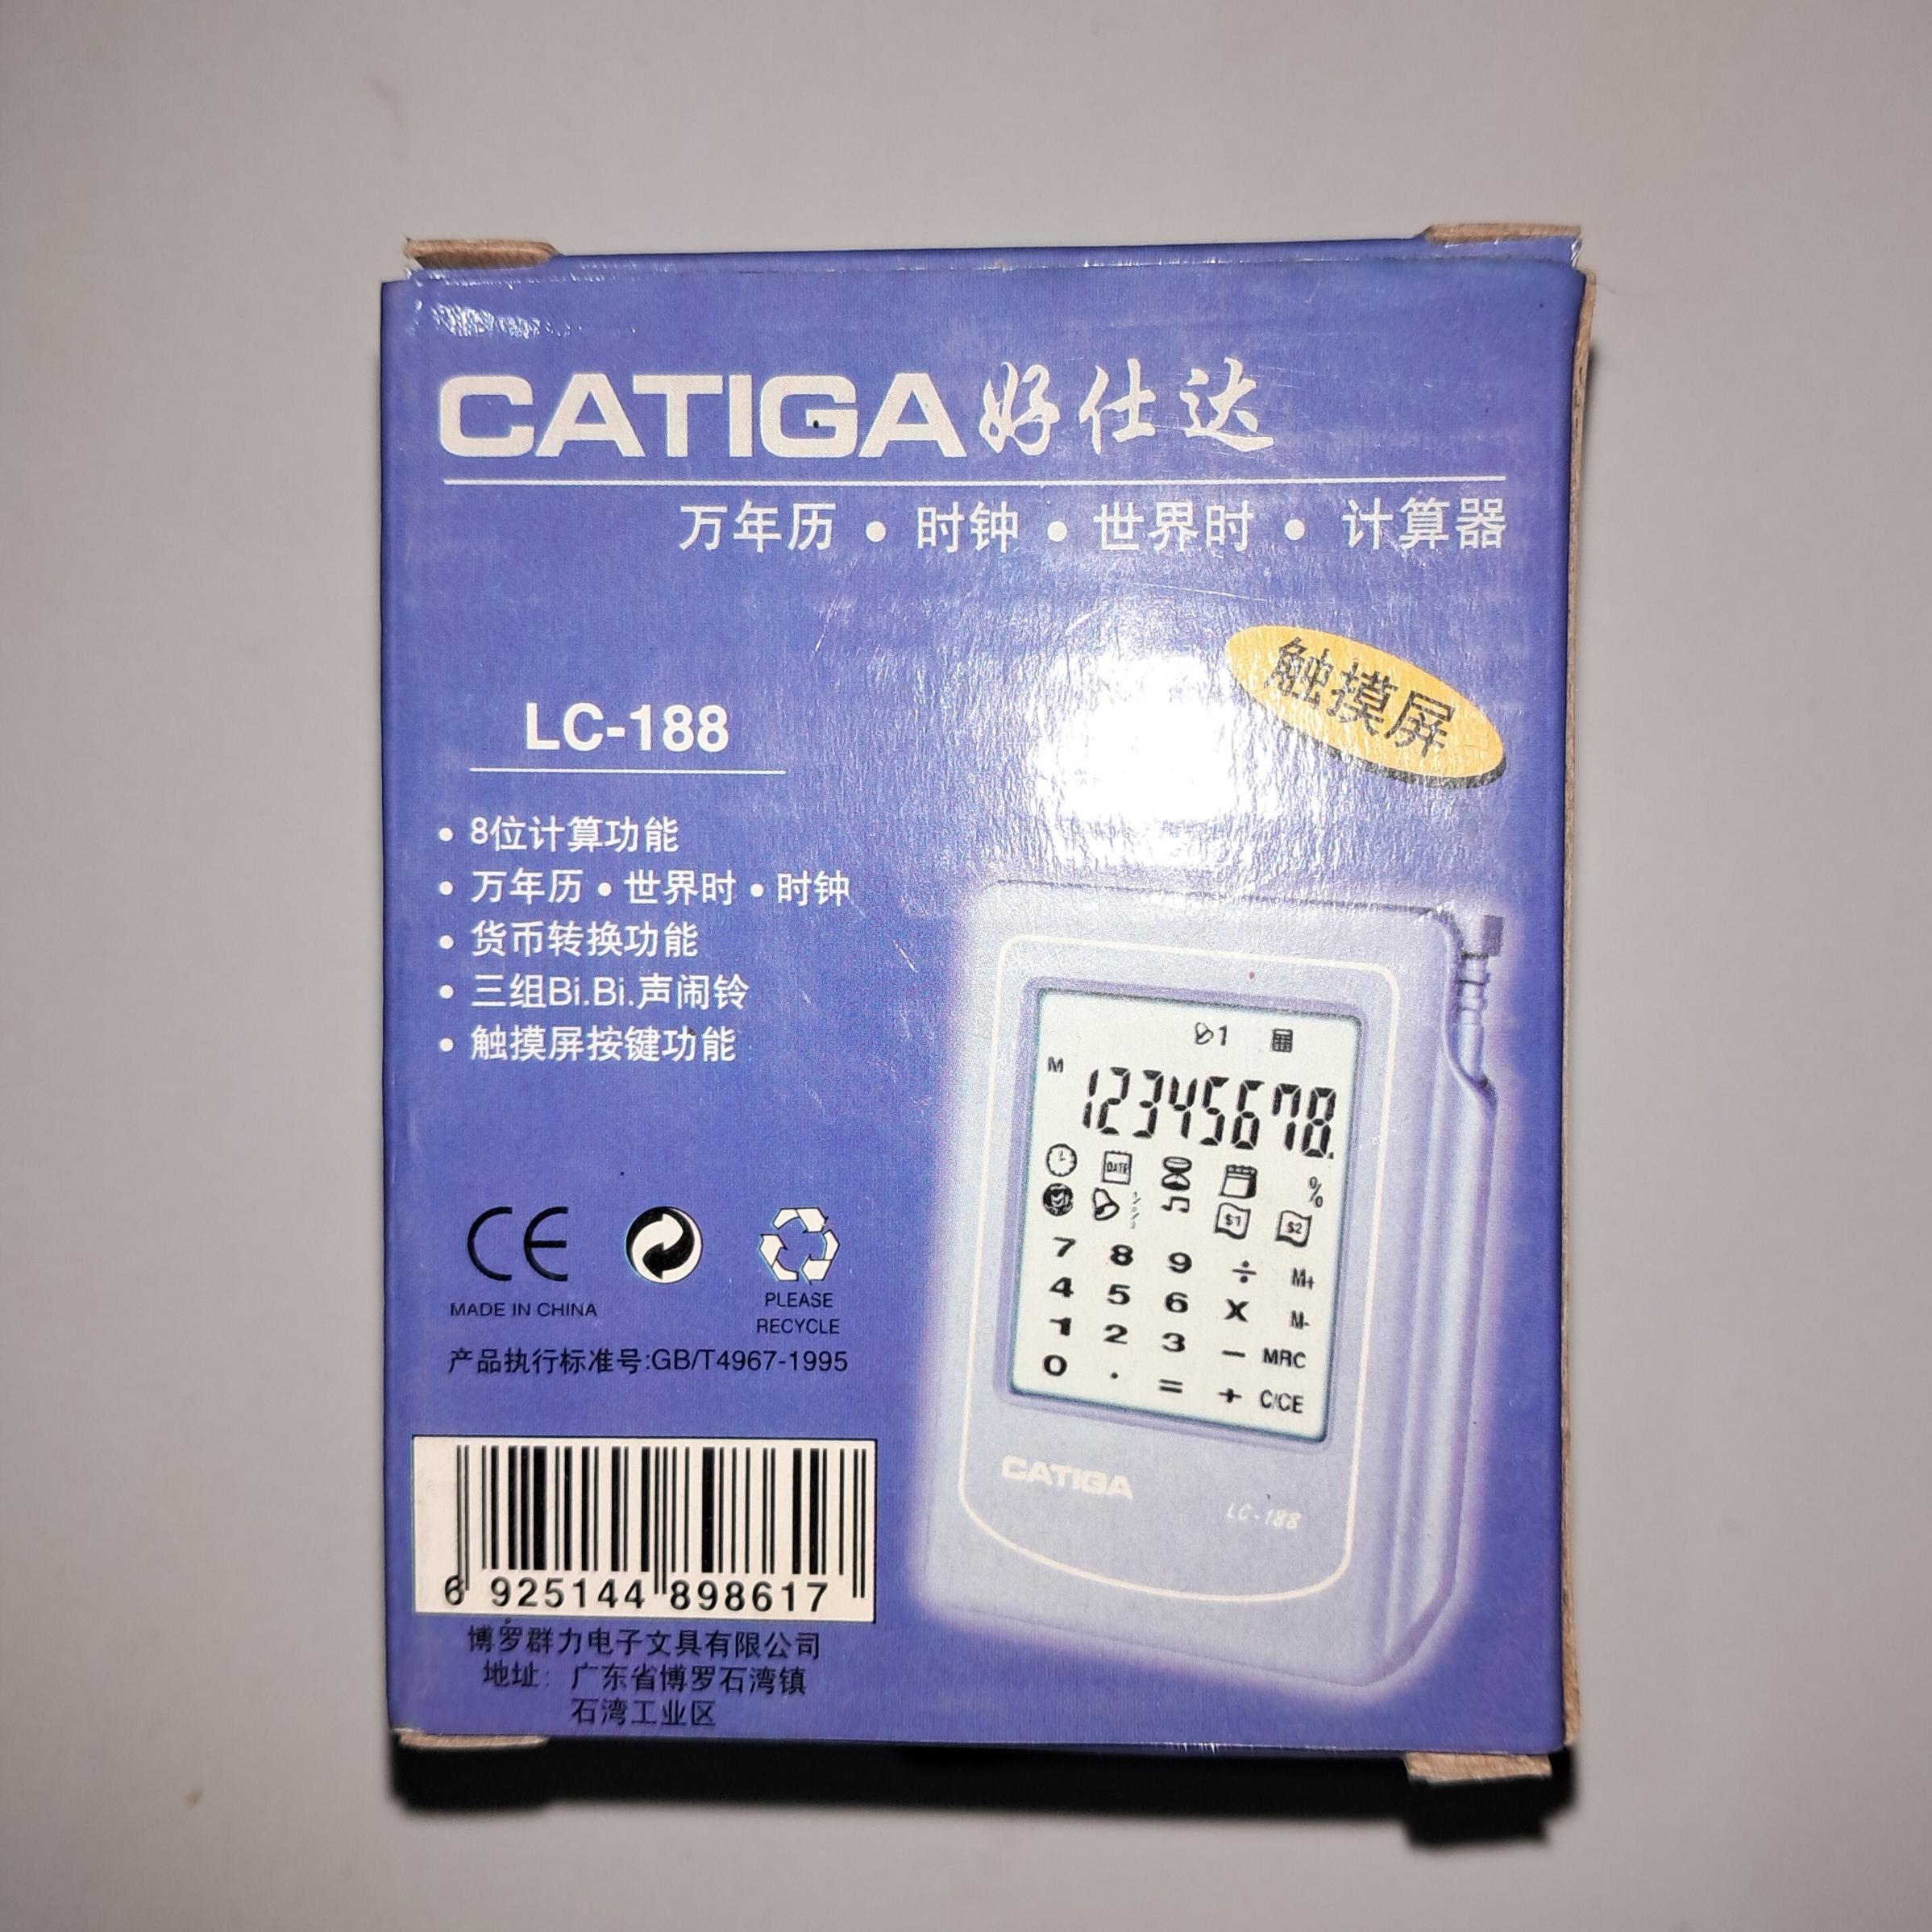 CATIGA好仕达
万年历 • 时钟 • 世界时 • 计算器
触摸屏
LC-188
• 8位计算功能
• 万年历 • 世界时 • 时钟
• 货币转换功能
• 三组Bi.Bi.声闹铃
• 触摸屏按键功能
CE
MADE IN CHINA
PLEASE
RECYCLE
产品执行标准号:GB/T4967-1995
6 925144 898617
博罗群力电子文具有限公司
地址: 广东省博罗石湾镇
石湾工业区
1
M
12345678.
DATE
%
1/2/3
$1 $2
7 8 9 ÷ M+
4 5 6 X M-
1 2 3 − MRC
0 . = + C/CE
CATIGA
LC-188